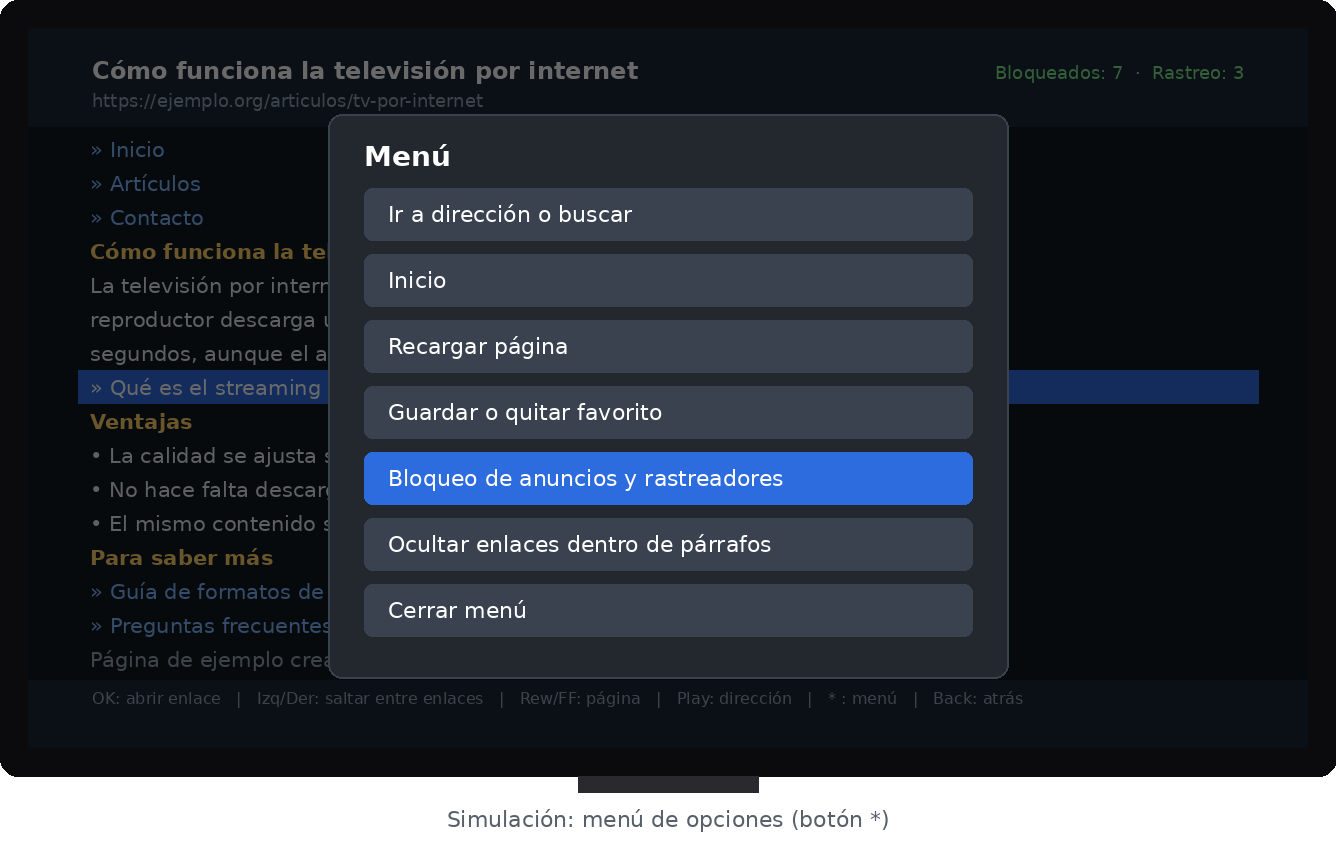 Cómo funciona la televisión por internet
Bloqueados: 7 · Rastreo: 3
https://ejemplo.org/articulos/tv-por-internet
» Inicio
» Artículos
» Contacto
Cómo funciona la te
La televisión por intern
reproductor descarga u
segundos, aunque el a
» Qué es el streaming
Ventajas
• La calidad se ajusta s
• No hace falta descarg
• El mismo contenido s
Para saber más
» Guía de formatos de
» Preguntas frecuentes
Página de ejemplo crea
Menú
Ir a dirección o buscar
Inicio
Recargar página
Guardar o quitar favorito
Bloqueo de anuncios y rastreadores
Ocultar enlaces dentro de párrafos
Cerrar menú
OK: abrir enlace | Izq/Der: saltar entre enlaces | Rew/FF: página | Play: dirección | * : menú | Back: atrás
Simulación: menú de opciones (botón *)